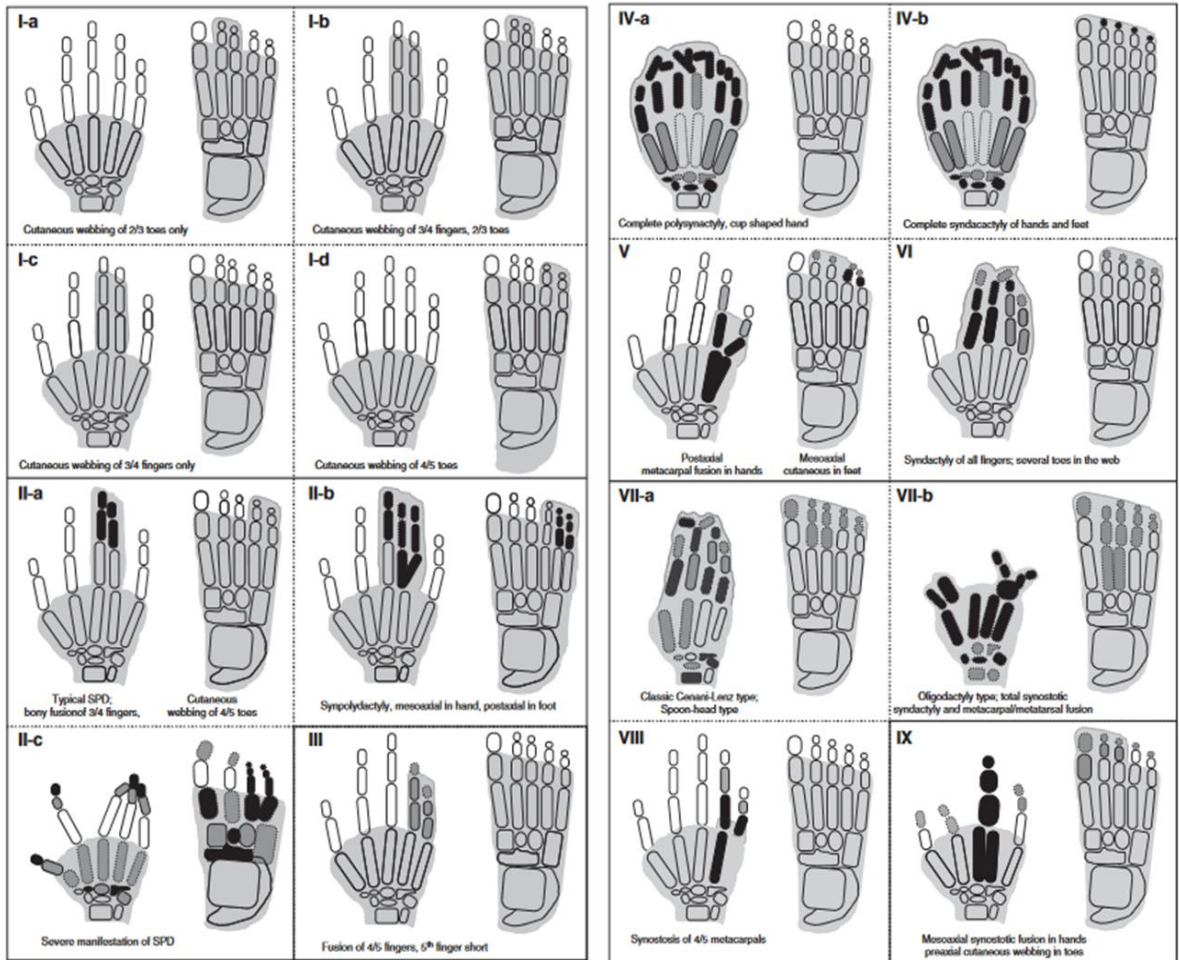 I-a
Cutaneous webbing of 2/3 toes only
I-b
Cutaneous webbing of 3/4 fingers, 2/3 toes
I-c
Cutaneous webbing of 3/4 fingers only
I-d
Cutaneous webbing of 4/5 toes
II-a
Typical SPD;
bony fusionof 3/4 fingers,
Cutaneous
webbing of 4/5 toes
II-b
Synpolydactyly, mesoaxial in hand, postaxial in foot
II-c
Severe manifestation of SPD
III
Fusion of 4/5 fingers, 5th finger short
IV-a
Complete polysynactyly, cup shaped hand
IV-b
Complete syndacactyly of hands and feet
V
Postaxial
metacarpal fusion in hands
Mesoaxial
cutaneous in feet
VI
Syndactyly of all fingers; several toes in the web
VII-a
Classic Cenani-Lenz type;
Spoon-head type
VII-b
Oligodactyly type; total synostotic
syndactyly and metacarpal/metatarsal fusion
VIII
Synostosis of 4/5 metacarpals
IX
Mesoaxial synostotic fusion in hands
preaxial cutaneous webbing in toes